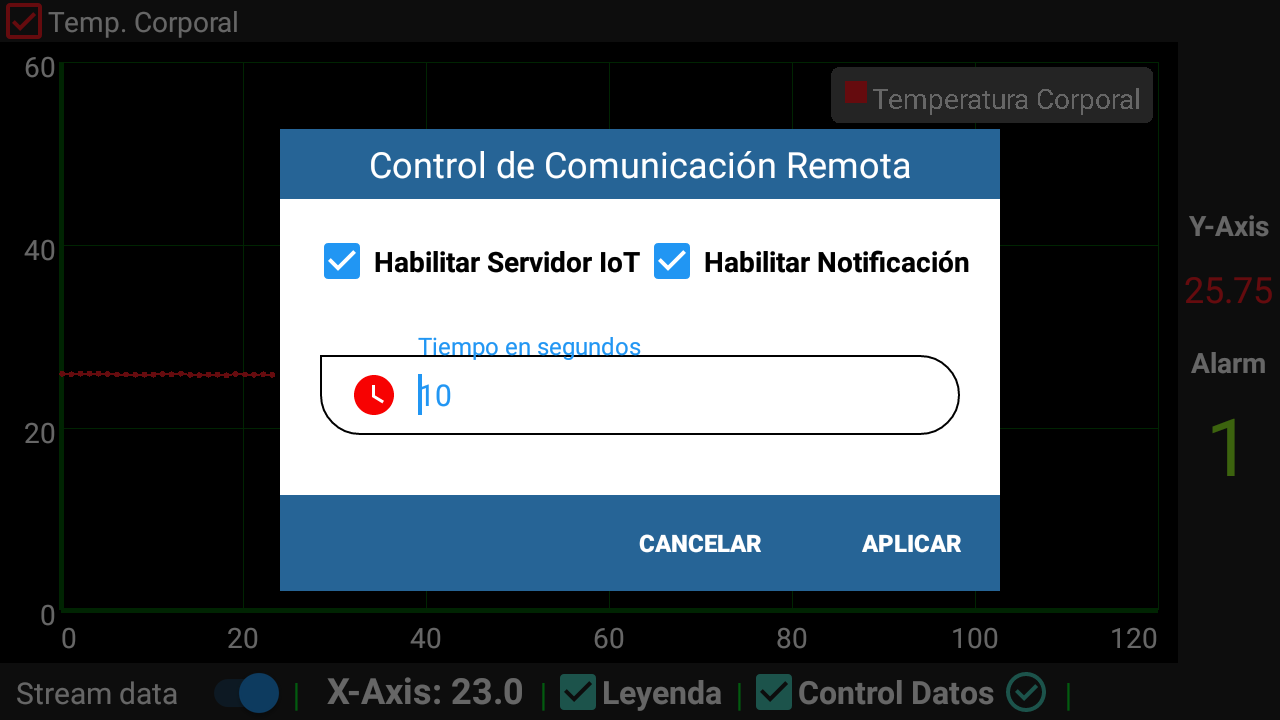 Temp. Corporal
60
Temperatura Corporal
Control de Comunicación Remota
Y-Axis
40
Habilitar Servidor IoT Habilitar Notificación
25.75
Tiempo en segundos
Alarm
10
20
1
CANCELAR APLICAR
0
0 20 40 60 80 100 120
Stream data | X-Axis: 23.0 | Leyenda | Control Datos |